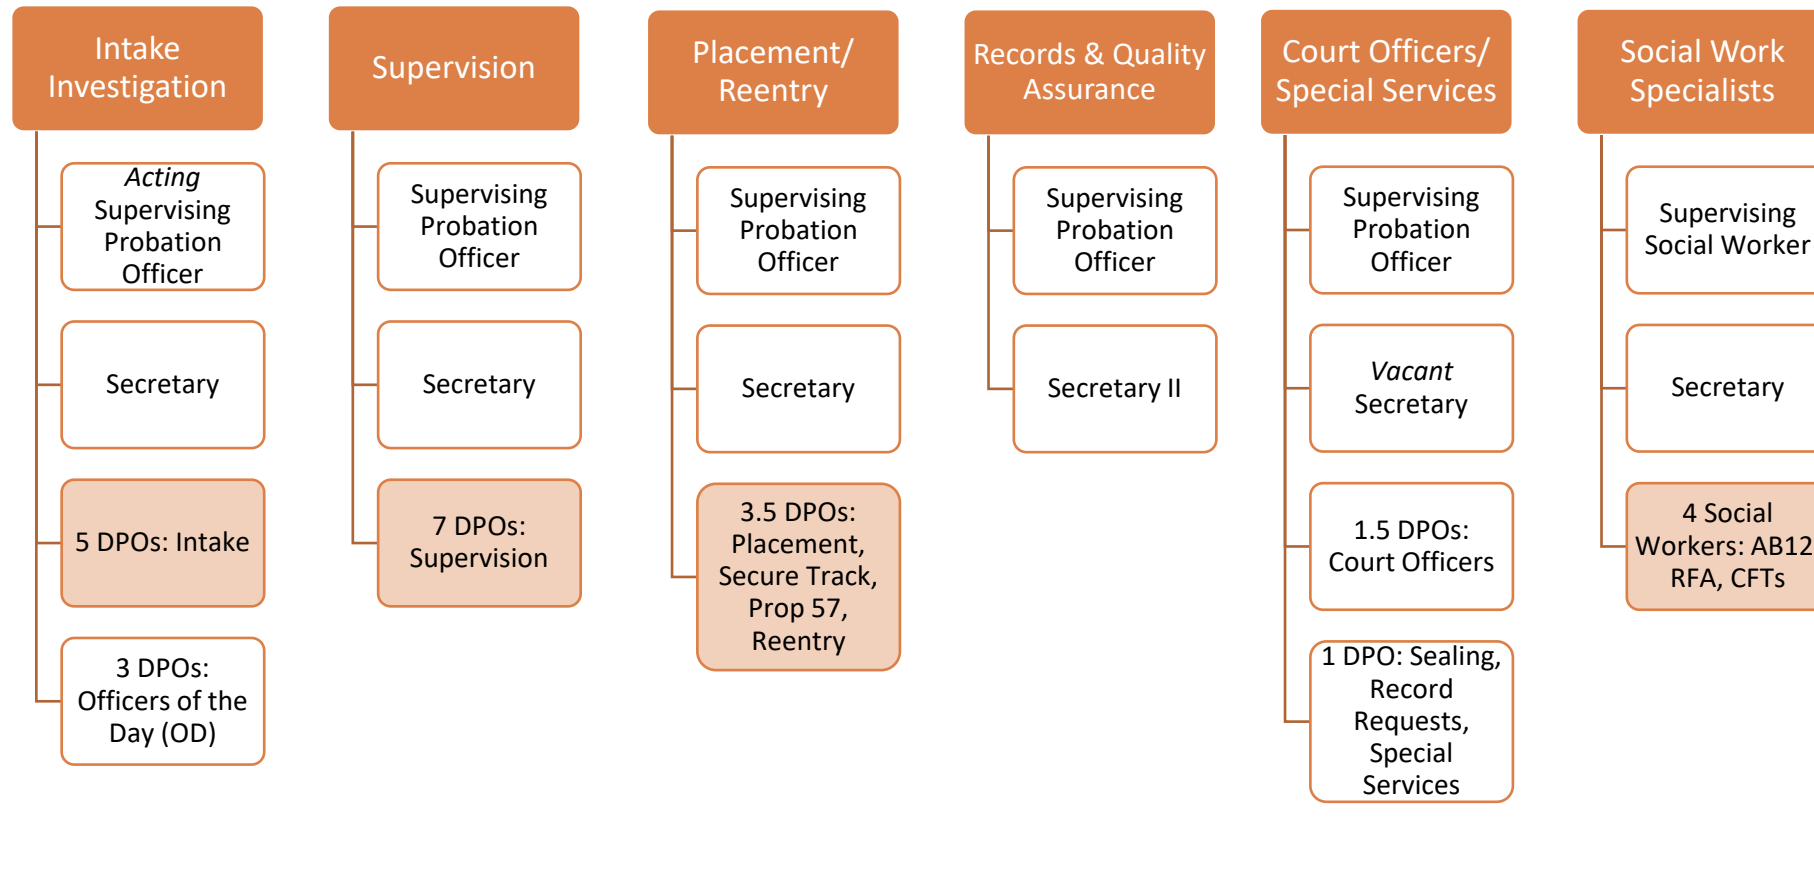 Intake
Investigation
Acting
Supervising
Probation
Officer
Secretary
5 DPOs: Intake
3 DPOs:
Officers of the
Day (OD)
Supervision
Supervising
Probation
Officer
Secretary
7 DPOs:
Supervision
Placement/
Reentry
Supervising
Probation
Officer
Secretary
3.5 DPOs:
Placement,
Secure Track,
Prop 57,
Reentry
Records & Quality
Assurance
Supervising
Probation
Officer
Secretary II
Court Officers/
Special Services
Supervising
Probation
Officer
Vacant
Secretary
1.5 DPOs:
Court Officers
1 DPO: Sealing,
Record
Requests,
Special
Services
Social Work
Specialists
Supervising
Social Worker
Secretary
4 Social
Workers: AB12
RFA, CFTs